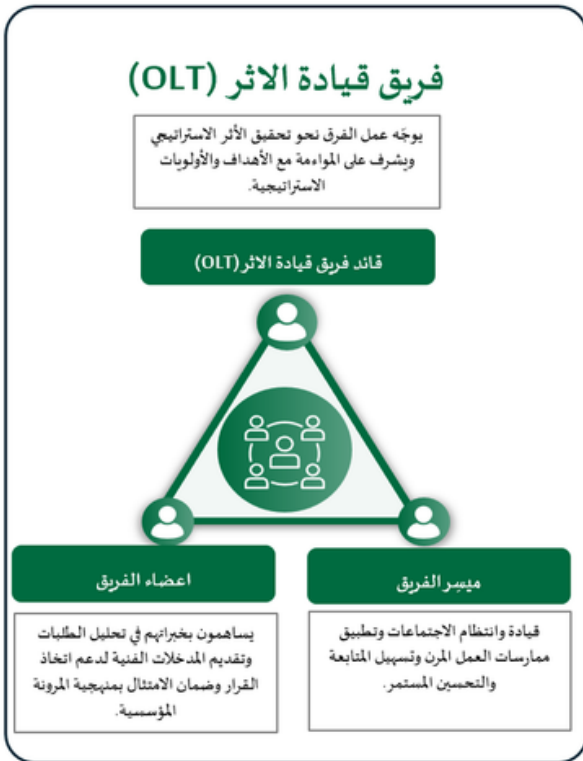 فريق قيادة الاثر (OLT)
يوجّه عمل الفرق نحو تحقيق الأثر الاستراتيجي
ويشرف على المواءمة مع الأهداف والأولويات
الاستراتيجية.
قائد فريق قيادة الاثر (OLT)
ميسر الفريق
قيادة وانتظام الاجتماعات وتطبيق
ممارسات العمل المرن وتسهيل المتابعة
والتحسين المستمر.
اعضاء الفريق
يساهمون بخبراتهم في تحليل الطلبات
وتقديم المدخلات الفنية لدعم اتخاذ
القرار وضمان الامتثال بمنهجية المرونة
المؤسسية.